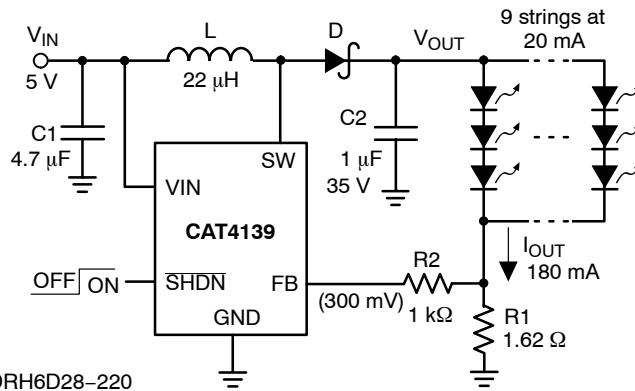 9 strings at
20 mA
VIN
5 V
L
22 μH
D
VOUT
C1
4.7 μF
C2
1 μF
35 V
SW
VIN
CAT4139
OFF
ON
SHDN
FB
GND
(300 mV)
R2
1 kΩ
IOUT
180 mA
R1
1.62 Ω
DRH6D28–220